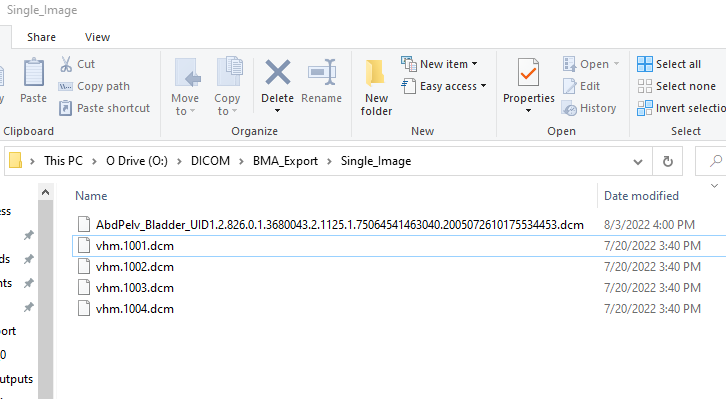 Single_Image
Share View
Cut
Copy path
Paste shortcut
Paste
Clipboard
Move to
Copy to
Delete
Rename
Organize
New folder
New item
Easy access
New
Properties
Open
Edit
History
Open
Select all
Select none
Invert selectio
Select
This PC > O Drive (O:) > DICOM > BMA_Export > Single_Image
Name Date modified
AbdPelv_Bladder_UID1.2.826.0.1.3680043.2.1125.1.75064541463040.2005072610175534453.dcm 8/3/2022 4:00 PM
vhm.1001.dcm 7/20/2022 3:40 PM
vhm.1002.dcm 7/20/2022 3:40 PM
vhm.1003.dcm 7/20/2022 3:40 PM
vhm.1004.dcm 7/20/2022 3:40 PM
ess
ds
nts
port
0
utputs